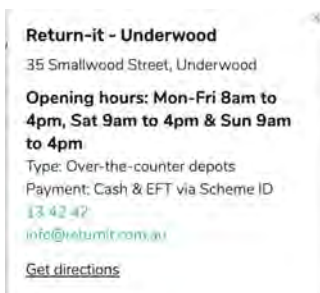 Return-it - Underwood
35 Smallwood Street, Underwood
Opening hours: Mon-Fri 8am to
4pm, Sat 9am to 4pm & Sun 9am
to 4pm
Type: Over-the-counter depots
Payment: Cash & EFT via Scheme ID
13 42 42
info@returnit.com.au
Get directions